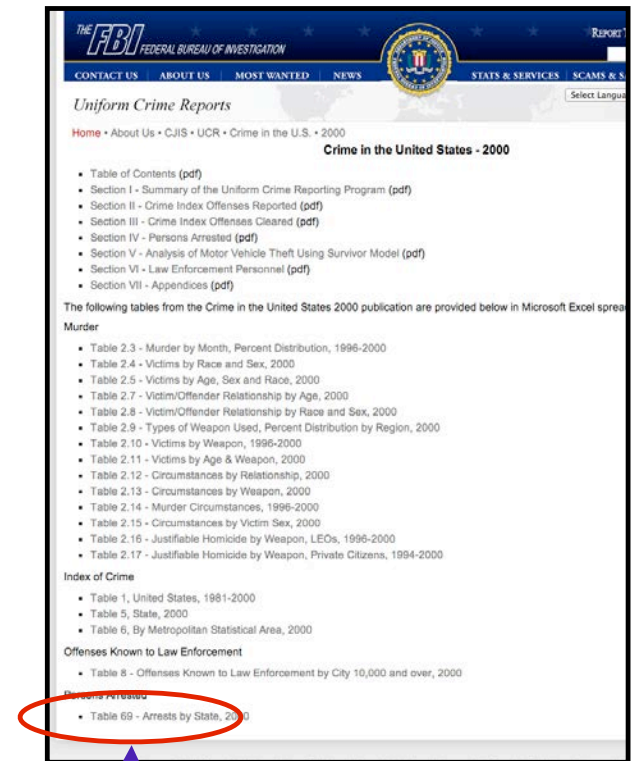 THE FBI FEDERAL BUREAU OF INVESTIGATION
REPORT
CONTACT US ABOUT US MOST WANTED NEWS STATS & SERVICES SCAMS &
Uniform Crime Reports
Select Langua
Home • About Us • CJIS • UCR • Crime in the U.S. • 2000
Crime in the United States - 2000
• Table of Contents (pdf)
• Section I - Summary of the Uniform Crime Reporting Program (pdf)
• Section II - Crime Index Offenses Reported (pdf)
• Section III - Crime Index Offenses Cleared (pdf)
• Section IV - Persons Arrested (pdf)
• Section V - Analysis of Motor Vehicle Theft Using Survivor Model (pdf)
• Section VI - Law Enforcement Personnel (pdf)
• Section VII - Appendices (pdf)
The following tables from the Crime in the United States 2000 publication are provided below in Microsoft Excel sprea
Murder
• Table 2.3 - Murder by Month, Percent Distribution, 1996-2000
• Table 2.4 - Victims by Race and Sex, 2000
• Table 2.5 - Victims by Age, Sex and Race, 2000
• Table 2.7 - Victim/Offender Relationship by Age, 2000
• Table 2.8 - Victim/Offender Relationship by Race and Sex, 2000
• Table 2.9 - Types of Weapon Used, Percent Distribution by Region, 2000
• Table 2.10 - Victims by Weapon, 1996-2000
• Table 2.11 - Victims by Age & Weapon, 2000
• Table 2.12 - Circumstances by Relationship, 2000
• Table 2.13 - Circumstances by Weapon, 2000
• Table 2.14 - Murder Circumstances, 1996-2000
• Table 2.15 - Circumstances by Victim Sex, 2000
• Table 2.16 - Justifiable Homicide by Weapon, LEOs, 1996-2000
• Table 2.17 - Justifiable Homicide by Weapon, Private Citizens, 1994-2000
Index of Crime
• Table 1, United States, 1981-2000
• Table 5, State, 2000
• Table 6, By Metropolitan Statistical Area, 2000
Offenses Known to Law Enforcement
• Table 8 - Offenses Known to Law Enforcement by City 10,000 and over, 2000
Persons Arrested
• Table 69 - Arrests by State, 2000